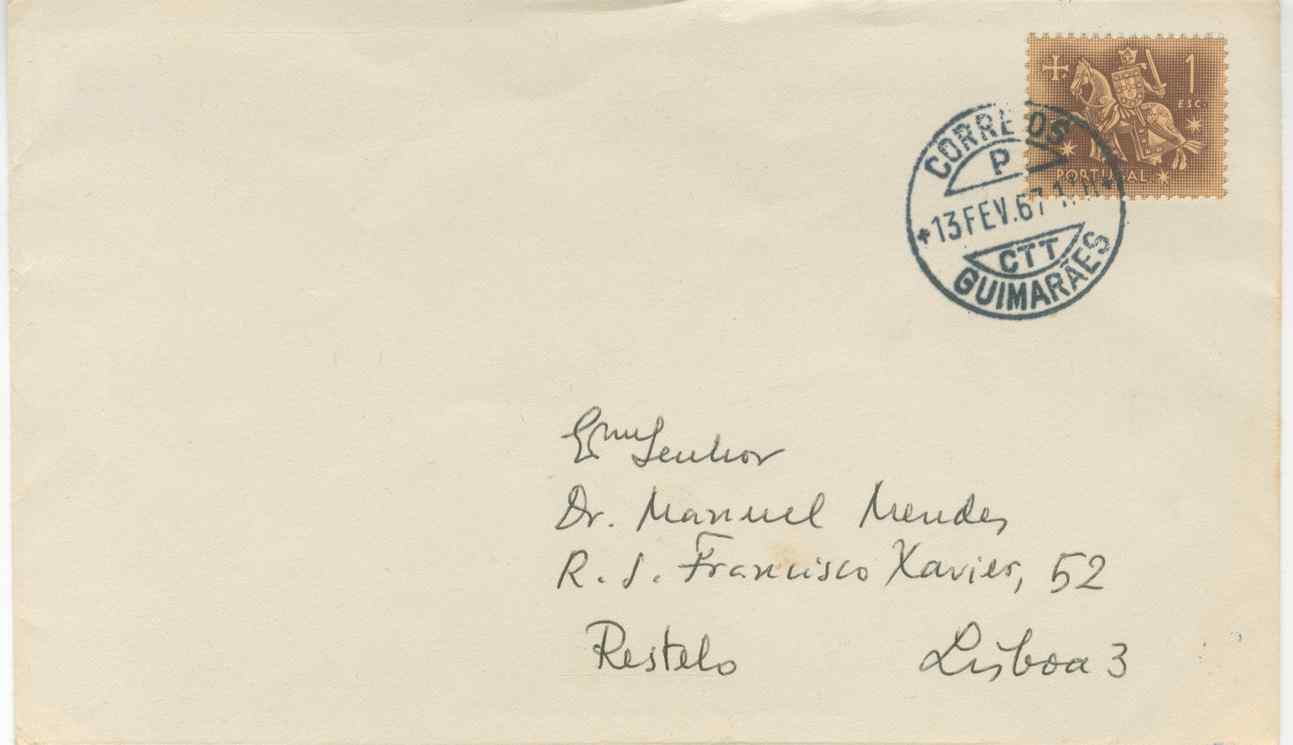 1
ESC.
PORTUGAL
CORREIOS
P
13 FEV. 67
CTT
GUIMARÃES
Exmo Senhor
Dr. Manuel Mendes
R. S. Francisco Xavier, 52
Restelo Lisboa 3